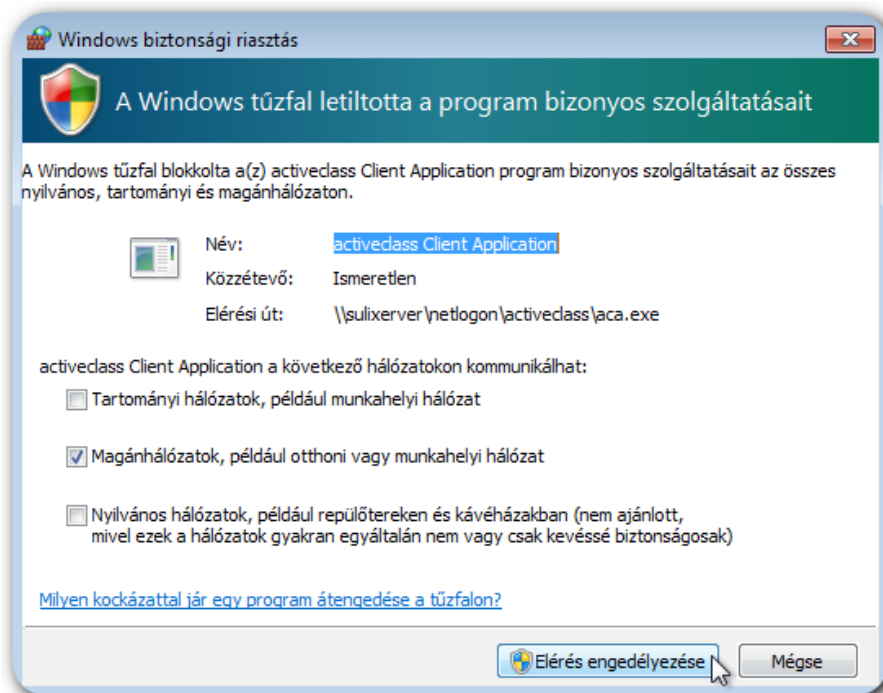 Windows biztonsági riasztás
A Windows tűzfal letiltotta a program bizonyos szolgáltatásait
A Windows tűzfal blokkolta a(z) activeclass Client Application program bizonyos szolgáltatásait az összes
nyilvános, tartományi és magánhálózaton.
Név: activeclass Client Application
Közzétevő: Ismeretlen
Elérési út: \\sulixerver\netlogon\activeclass\aca.exe
activeclass Client Application a következő hálózatokon kommunikálhat:
Tartományi hálózatok, például munkahelyi hálózat
Magánhálózatok, például otthoni vagy munkahelyi hálózat
Nyilvános hálózatok, például repülőtereken és kávéházakban (nem ajánlott,
mivel ezek a hálózatok gyakran egyáltalán nem vagy csak kevéssé biztonságosak)
Milyen kockázattal jár egy program átengedése a tűzfalon?
Elérés engedélyezése Mégse